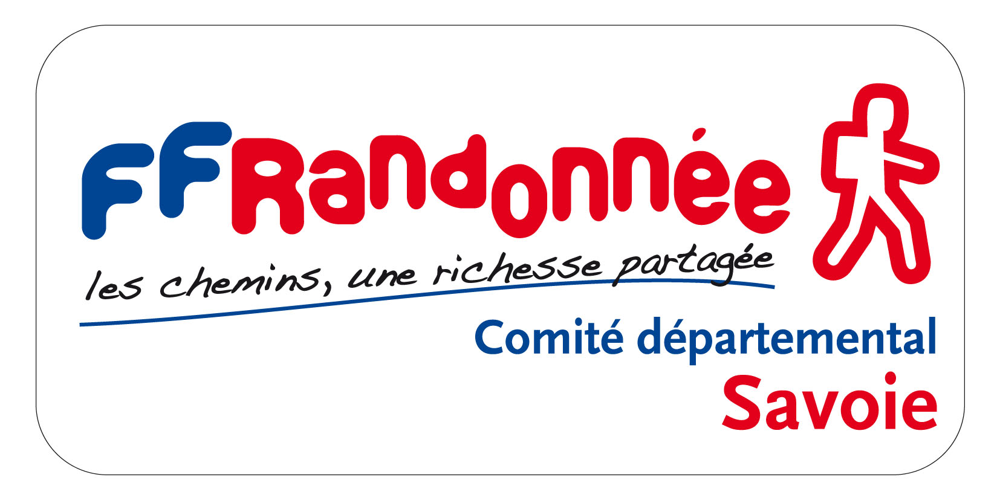 FFRandonnée
les chemins, une richesse partagée
Comité départemental
Savoie